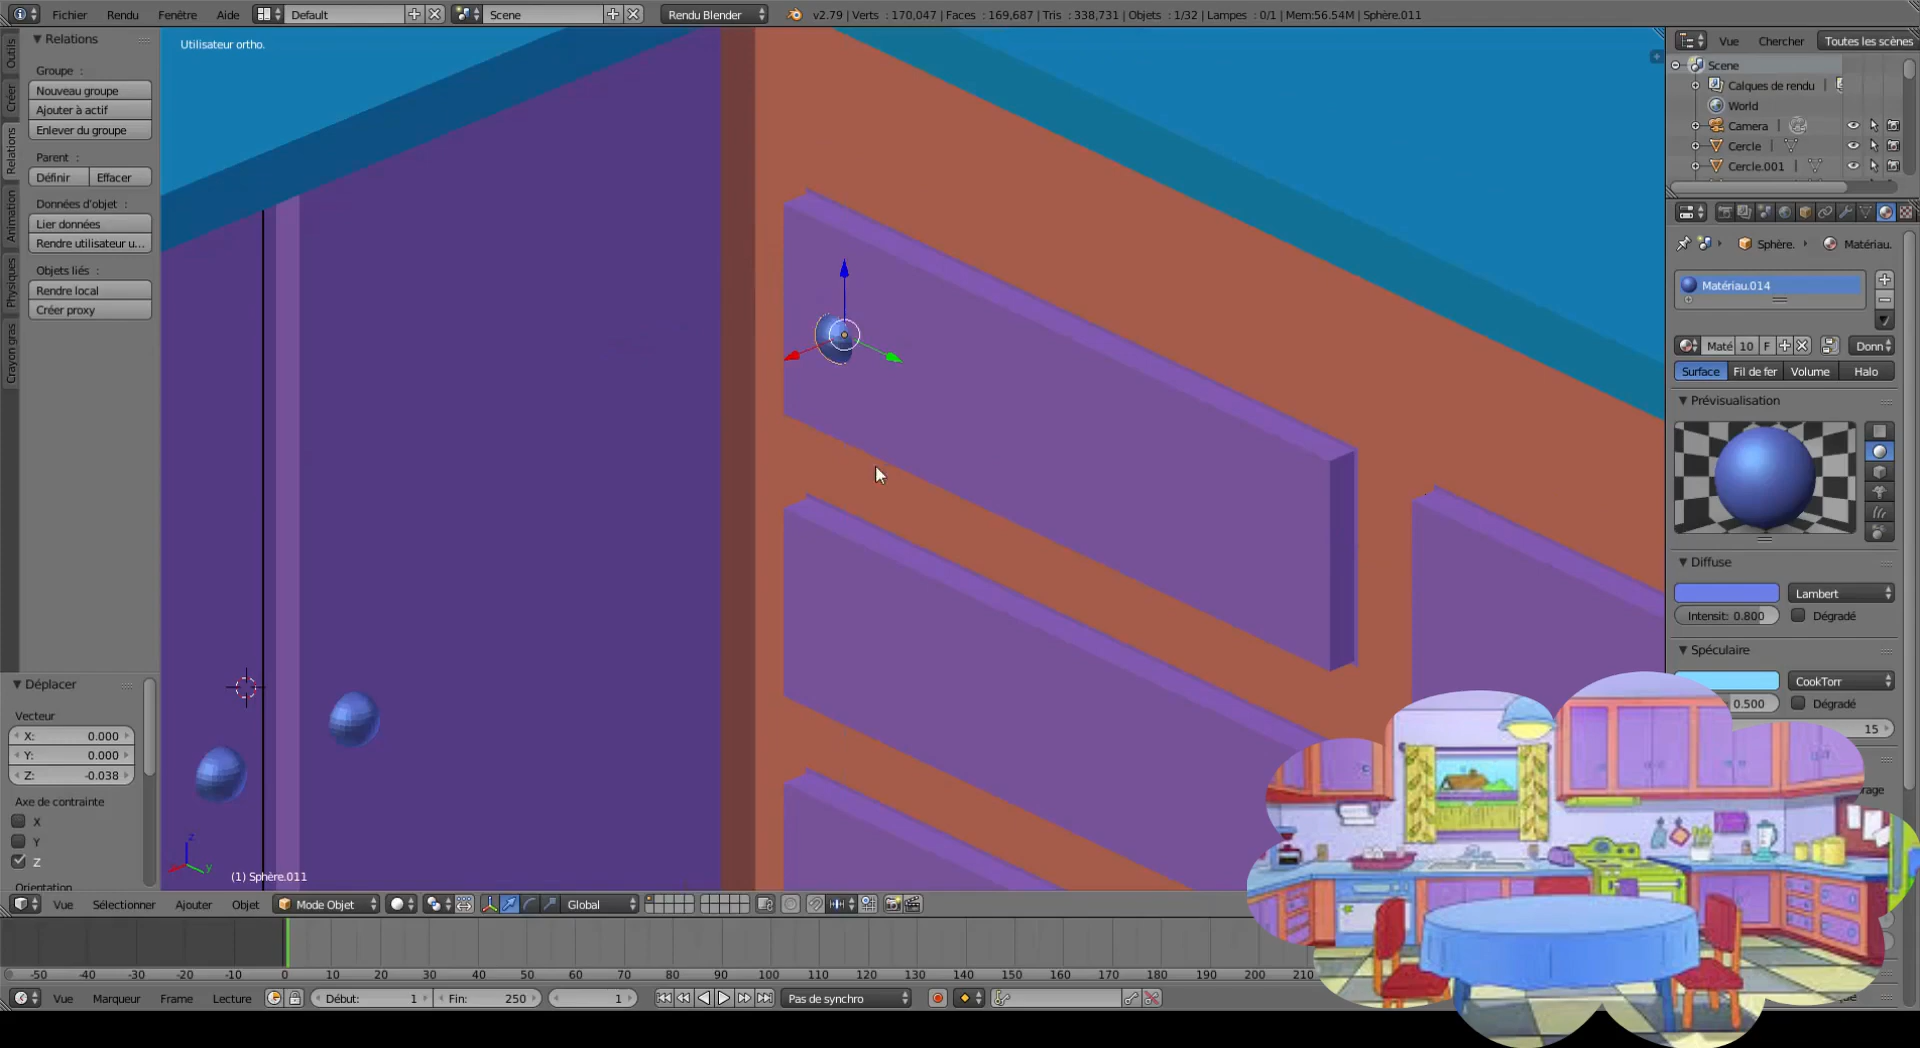 Fichier Rendu Fenêtre Aide Default Scene Rendu Blender v2.79 | Verts : 170,047 | Faces : 169,687 | Tris : 338,731 | Objets : 1/32 | Lampes : 0/1 | Mem:56.54M | Sphère.011
Outils
Créer
Relations
Animation
Physiques
Crayon gras
Relations
Groupe :
Nouveau groupe
Ajouter à actif
Enlever du groupe
Parent :
Définir Effacer
Données d'objet :
Lier données
Rendre utilisateur u...
Objets liés :
Rendre local
Créer proxy
Déplacer
Vecteur
X: 0.000
Y: 0.000
Z: -0.038
Axe de contrainte
X
Y
Z
Orientation
Utilisateur ortho.
z
y
(1) Sphère.011
Vue Sélectionner Ajouter Objet Mode Objet Global
-50 -40 -30 -20 -10 0 10 20 30 40 50 60 70 80 90 100 110 120 130 140 150 160 170 180 190 200 210
Vue Marqueur Frame Lecture Début: 1 Fin: 250 1 Pas de synchro
Vue Chercher Toutes les scènes
Scene
Calques de rendu
World
Camera
Cercle
Cercle.001
Sphère. Matériau.
Matériau.014
Maté 10 F Donn
Surface Fil de fer Volume Halo
Prévisualisation
Diffuse
Lambert
Intensit: 0.800 Dégradé
Spéculaire
CookTorr
0.500 Dégradé
15